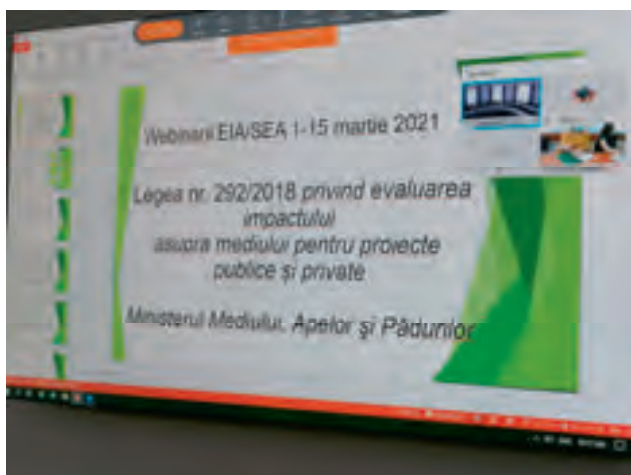 Webinarii EIA/SEA 1-15 martie 2021
Legea nr. 292/2018 privind evaluarea
impactului
asupra mediului pentru proiecte
publice și private
Ministerul Mediului, Apelor și Pădurilor